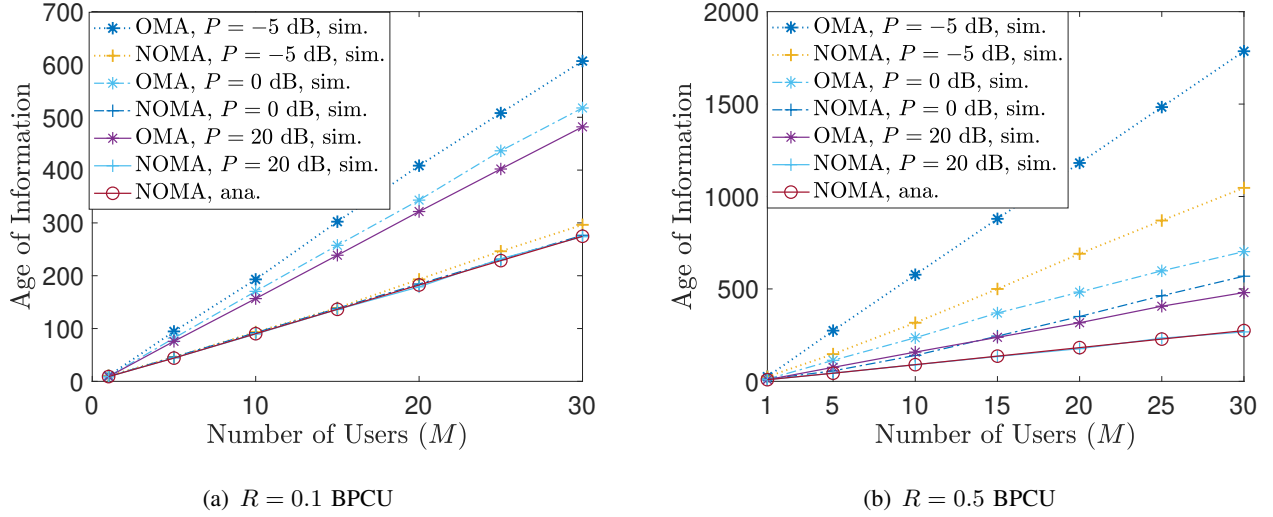 700
600
500
400
300
200
100
0
0
10
20
30
Age of Information
Number of Users (M)
OMA, P = −5 dB, sim.
NOMA, P = −5 dB, sim.
OMA, P = 0 dB, sim.
NOMA, P = 0 dB, sim.
OMA, P = 20 dB, sim.
NOMA, P = 20 dB, sim.
NOMA, ana.
(a) R = 0.1 BPCU
2000
1500
1000
500
0
1
5
10
15
20
25
30
Age of Information
Number of Users (M)
OMA, P = −5 dB, sim.
NOMA, P = −5 dB, sim.
OMA, P = 0 dB, sim.
NOMA, P = 0 dB, sim.
OMA, P = 20 dB, sim.
NOMA, P = 20 dB, sim.
NOMA, ana.
(b) R = 0.5 BPCU